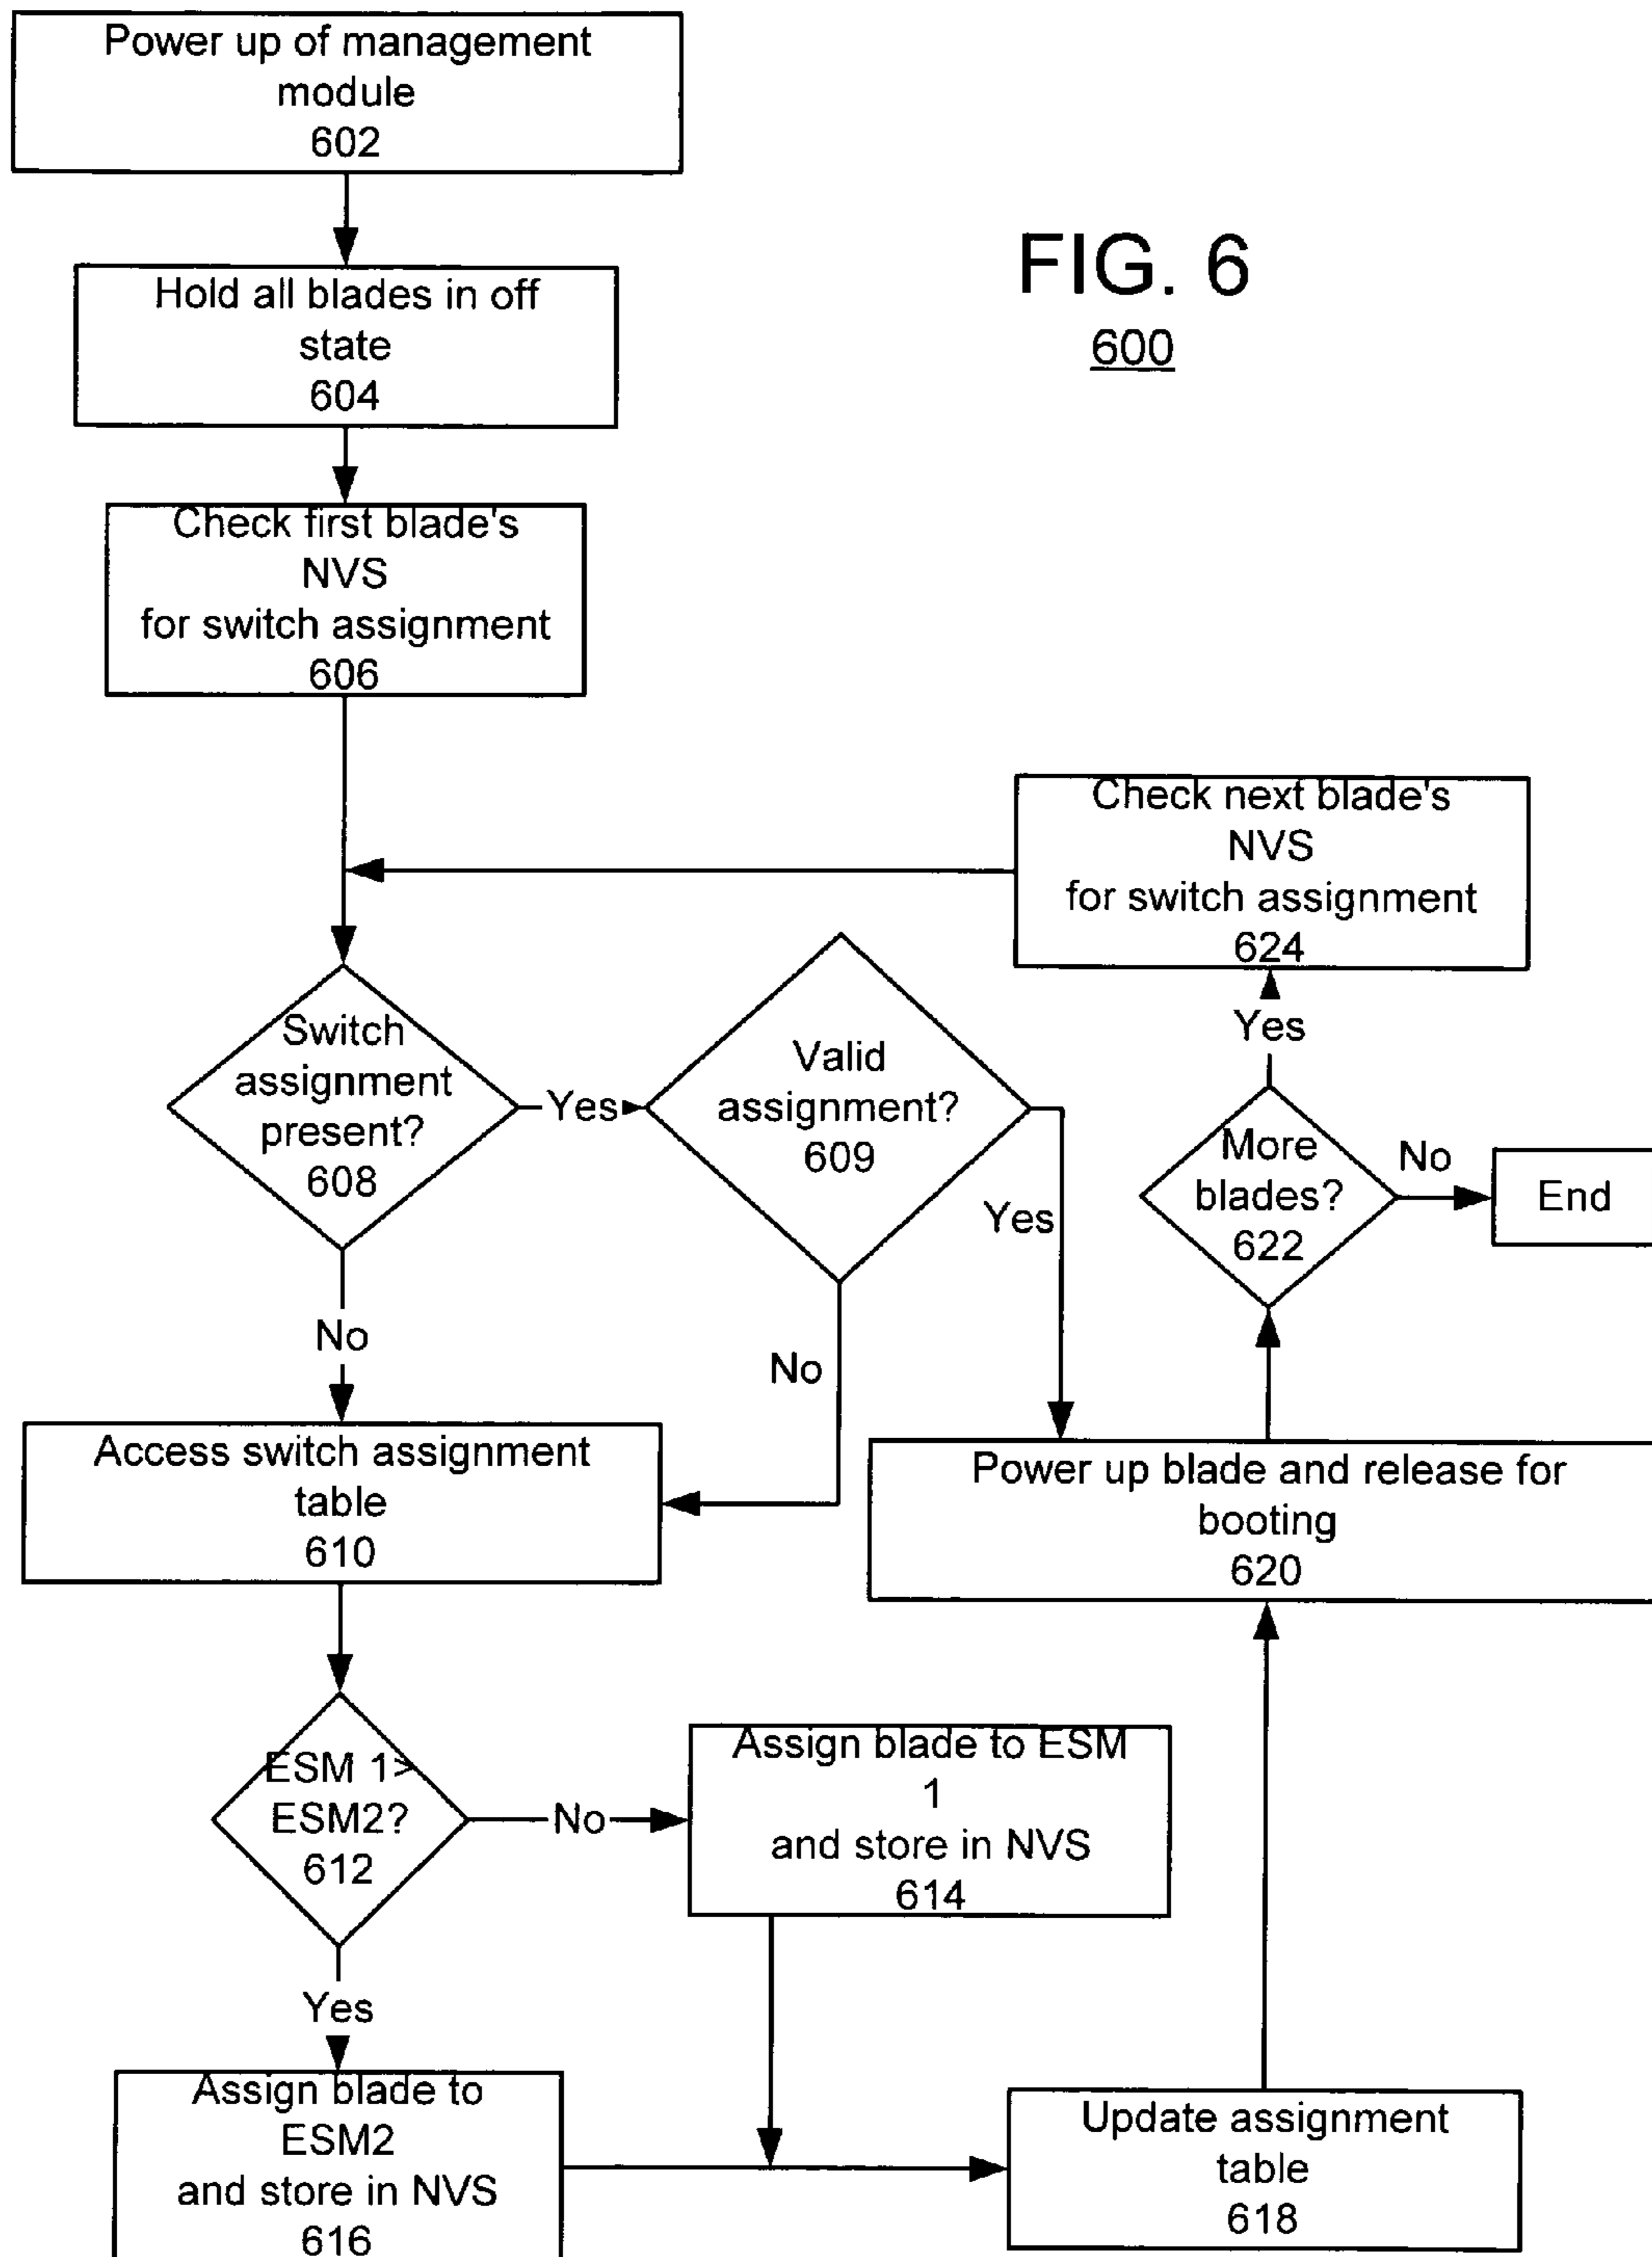 Power up of management
module
602
FIG. 6
600
Hold all blades in off
state
604
Check first blade's
NVS
for switch assignment
606
Check next blade's
NVS
for switch assignment
624
Switch
assignment
present?
608
Yes
Valid
assignment?
609
Yes
Yes
More
blades?
622
No
End
No
No
Access switch assignment
table
610
Power up blade and release for
booting
620
ESM 1>
ESM2?
612
No
Assign blade to ESM
1
and store in NVS
614
Yes
Assign blade to
ESM2
and store in NVS
616
Update assignment
table
618